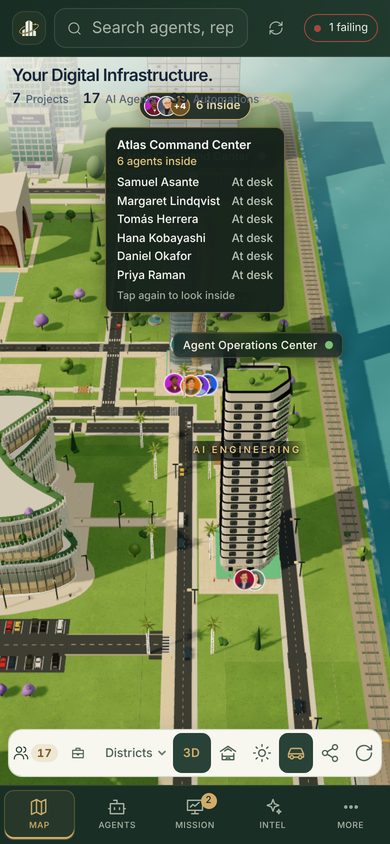 Search agents, rep
1 failing
Your Digital Infrastructure.
7 Projects 17 AI Agen Automations
+4 6 inside
Atlas Command Center
6 agents inside
Samuel Asante At desk
Margaret Lindqvist At desk
Tomás Herrera At desk
Hana Kobayashi At desk
Daniel Okafor At desk
Priya Raman At desk
Tap again to look inside
Agent Operations Center
AI ENGINEERING
17 Districts 3D
2
MAP AGENTS MISSION INTEL MORE